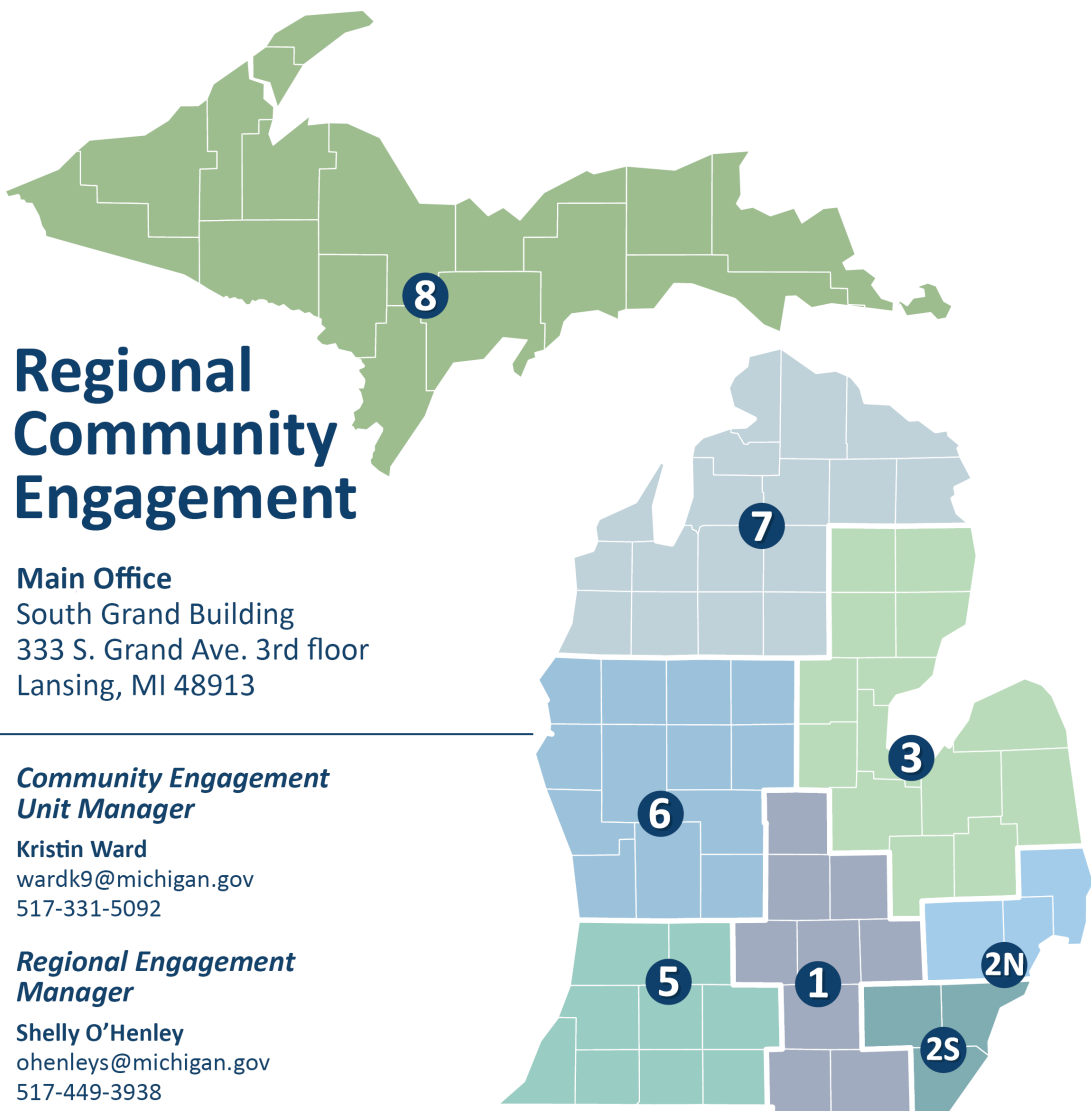 8
Regional
Community
Engagement
Main Office
South Grand Building
333 S. Grand Ave. 3rd floor
Lansing, MI 48913
Community Engagement
Unit Manager
Kristin Ward
wardk9@michigan.gov
517-331-5092
Regional Engagement
Manager
Shelly O'Henley
ohenleys@michigan.gov
517-449-3938
7
3
6
2N
5
1
2S